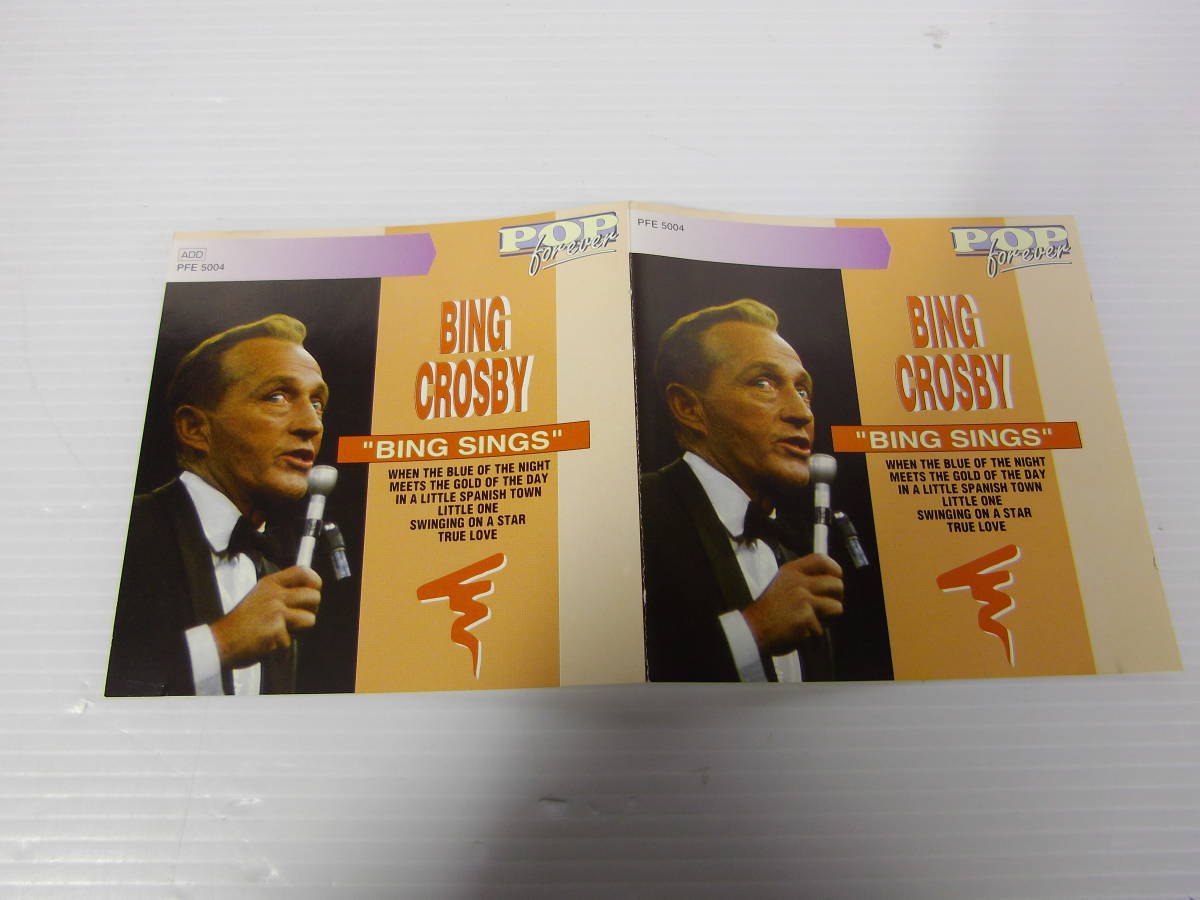 ADD
PFE 5004
POP
forever
BING
CROSBY
"BING SINGS"
WHEN THE BLUE OF THE NIGHT
MEETS THE GOLD OF THE DAY
IN A LITTLE SPANISH TOWN
LITTLE ONE
SWINGING ON A STAR
TRUE LOVE
PFE 5004
POP
forever
BING
CROSBY
"BING SINGS"
WHEN THE BLUE OF THE NIGHT
MEETS THE GOLD OF THE DAY
IN A LITTLE SPANISH TOWN
LITTLE ONE
SWINGING ON A STAR
TRUE LOVE